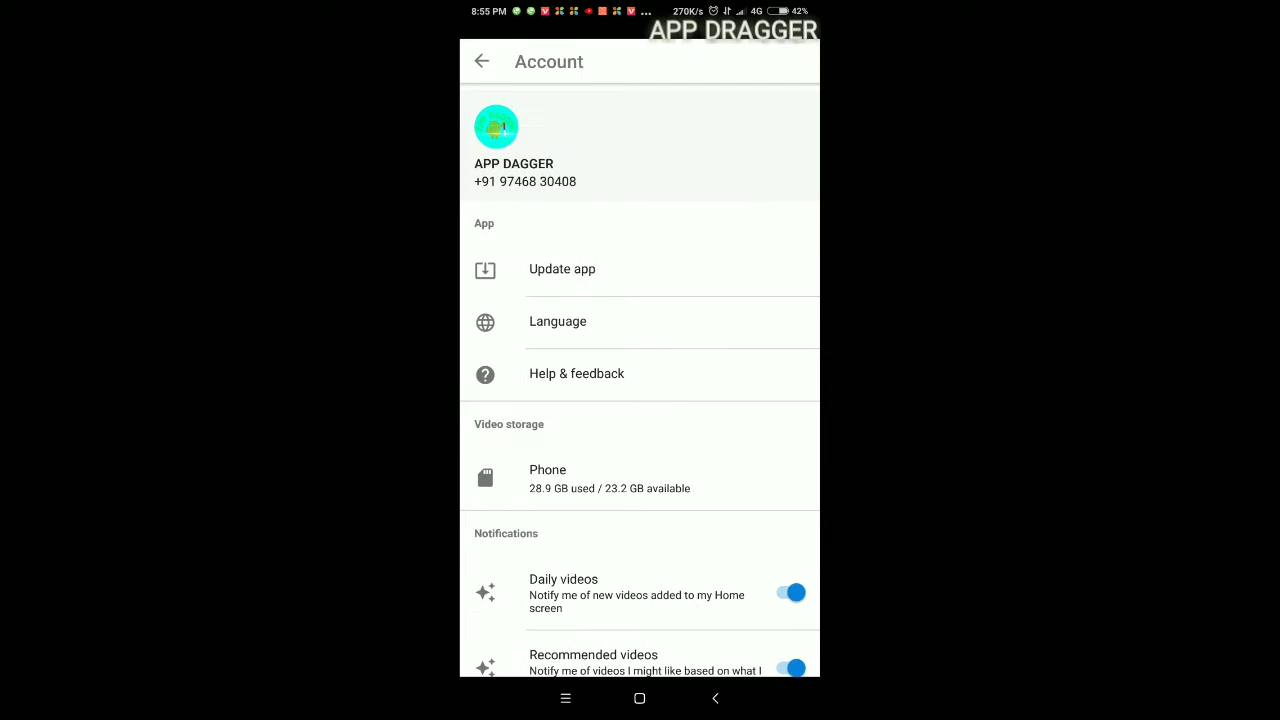 8:55 PM
270K/s
4G
42%
APP DRAGGER
Account
APP DAGGER
+91 97468 30408
App
Update app
Language
Help & feedback
Video storage
Phone
28.9 GB used / 23.2 GB available
Notifications
Daily videos
Notify me of new videos added to my Home
screen
Recommended videos
Notify me of videos I might like based on what I